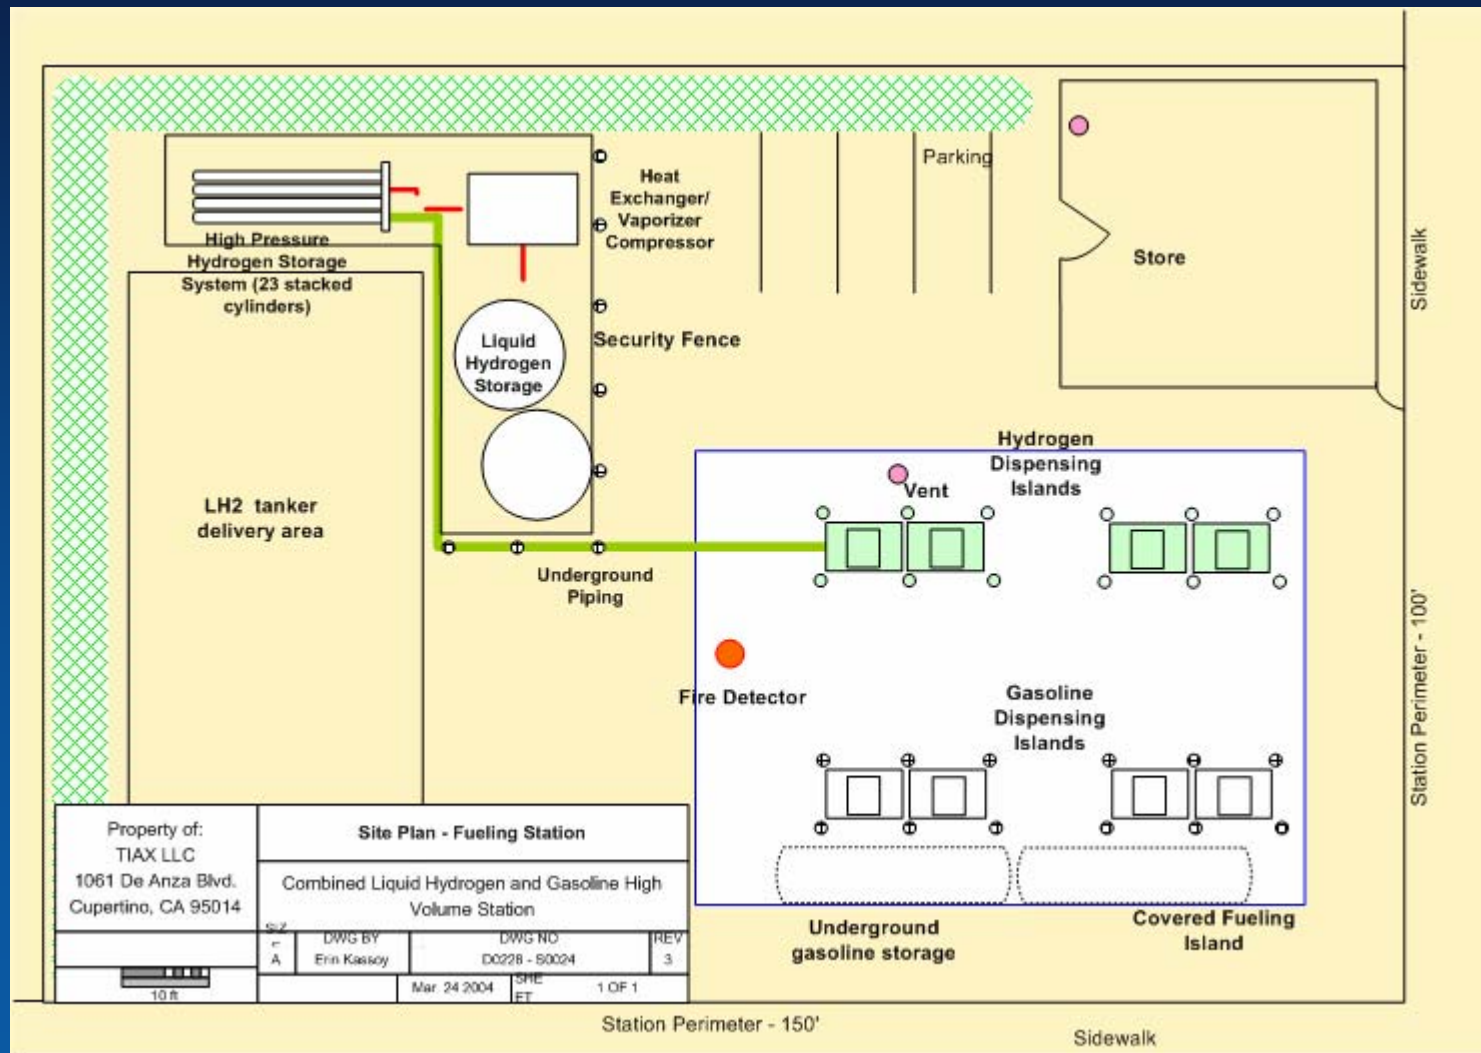 Parking
Heat
Exchanger/
Vaporizer
Compressor
High Pressure
Hydrogen Storage
System (23 stacked
cylinders)
Store
Sidewalk
Liquid
Hydrogen
Storage
Security Fence
Hydrogen
Dispensing
Islands
Vent
LH2 tanker
delivery area
Underground
Piping
Fire Detector
Gasoline
Dispensing
Islands
Station Perimeter - 100'
Underground
gasoline storage
Covered Fueling
Island
Property of:
TIAX LLC
1061 De Anza Blvd.
Cupertino, CA 95014
10 ft
Site Plan - Fueling Station
Combined Liquid Hydrogen and Gasoline High
Volume Station
A
DWG BY
Erin Kassoy
DWG NO
D0228 - S0024
REV
3
Mar 24 2004
SHE
ET
1 OF 1
Station Perimeter - 150'
Sidewalk